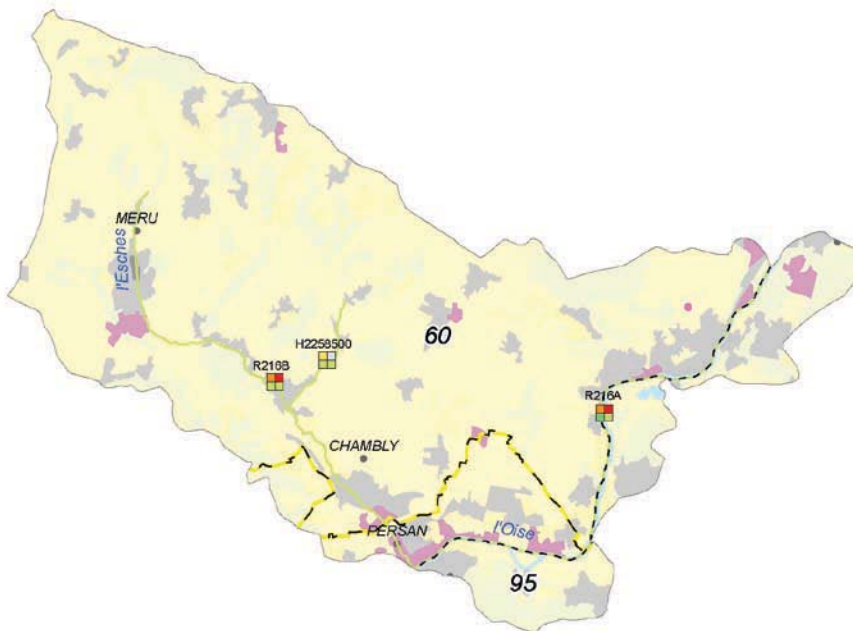 MERU
l'Esches
H2258500
60
R216B
R216A
CHAMBLY
PERSAN
l'Oise
95